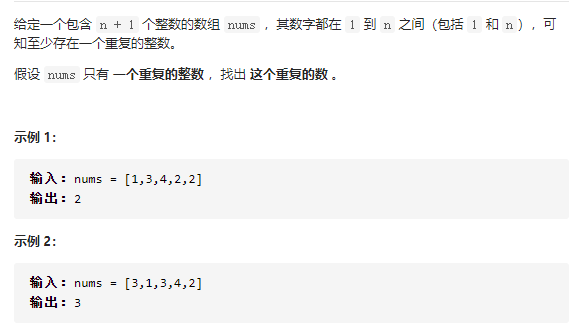 给定一个包含 n + 1 个整数的数组 nums ，其数字都在 1 到 n 之间（包括 1 和 n），可
知至少存在一个重复的整数。
假设 nums 只有 一个重复的整数 ，找出 这个重复的数 。
示例 1：
输入：nums = [1,3,4,2,2]
输出：2
示例 2：
输入：nums = [3,1,3,4,2]
输出：3